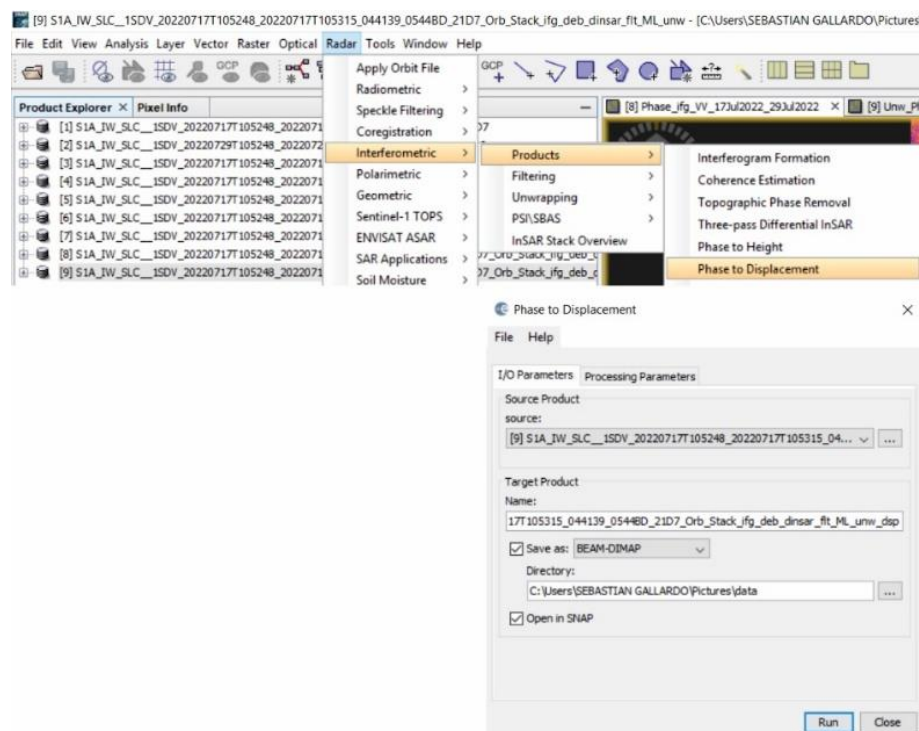 [9] S1A_IW_SLC__1SDV_20220717T105248_20220717T105315_044139_0544BD_21D7_Orb_Stack_ifg_deb_dinsar_flt_ML_unw - [C:\Users\SEBASTIAN GALLARDO\Pictures
File Edit View Analysis Layer Vector Raster Optical Radar Tools Window Help
GCP
GCP
Product Explorer
Pixel Info
[1] S1A_IW_SLC__1SDV_20220717T105248_2022071
[2] S1A_IW_SLC__1SDV_20220729T105248_2022072
[3] S1A_IW_SLC__1SDV_20220717T105248_2022071
[4] S1A_IW_SLC__1SDV_20220717T105248_2022071
[5] S1A_IW_SLC__1SDV_20220717T105248_2022071
[6] S1A_IW_SLC__1SDV_20220717T105248_2022071
[7] S1A_IW_SLC__1SDV_20220717T105248_2022071
[8] S1A_IW_SLC__1SDV_20220717T105248_2022071
[9] S1A_IW_SLC__1SDV_20220717T105248_2022071
Apply Orbit File
Radiometric
Speckle Filtering
Coregistration
Interferometric
Polarimetric
Geometric
Sentinel-1 TOPS
ENVISAT ASAR
SAR Applications
Soil Moisture
Products
Filtering
Unwrapping
PSI\SBAS
InSAR Stack Overview
D7_Orb_Stack_ifg_deb_d
[8] Phase_ifg_VV_17Jul2022_29Jul2022
[9] Unw_Ph
Interferogram Formation
Coherence Estimation
Topographic Phase Removal
Three-pass Differential InSAR
Phase to Height
Phase to Displacement
Phase to Displacement
File Help
I/O Parameters
Processing Parameters
Source Product
source:
[9] S1A_IW_SLC__1SDV_20220717T105248_20220717T105315_04...
...
Target Product
Name:
17T105315_044139_0544BD_21D7_Orb_Stack_ifg_deb_dinsar_flt_ML_unw_dsp
Save as: BEAM-DIMAP
Directory:
C:\Users\SEBASTIAN GALLARDO\Pictures\data
...
Open in SNAP
Run
Close